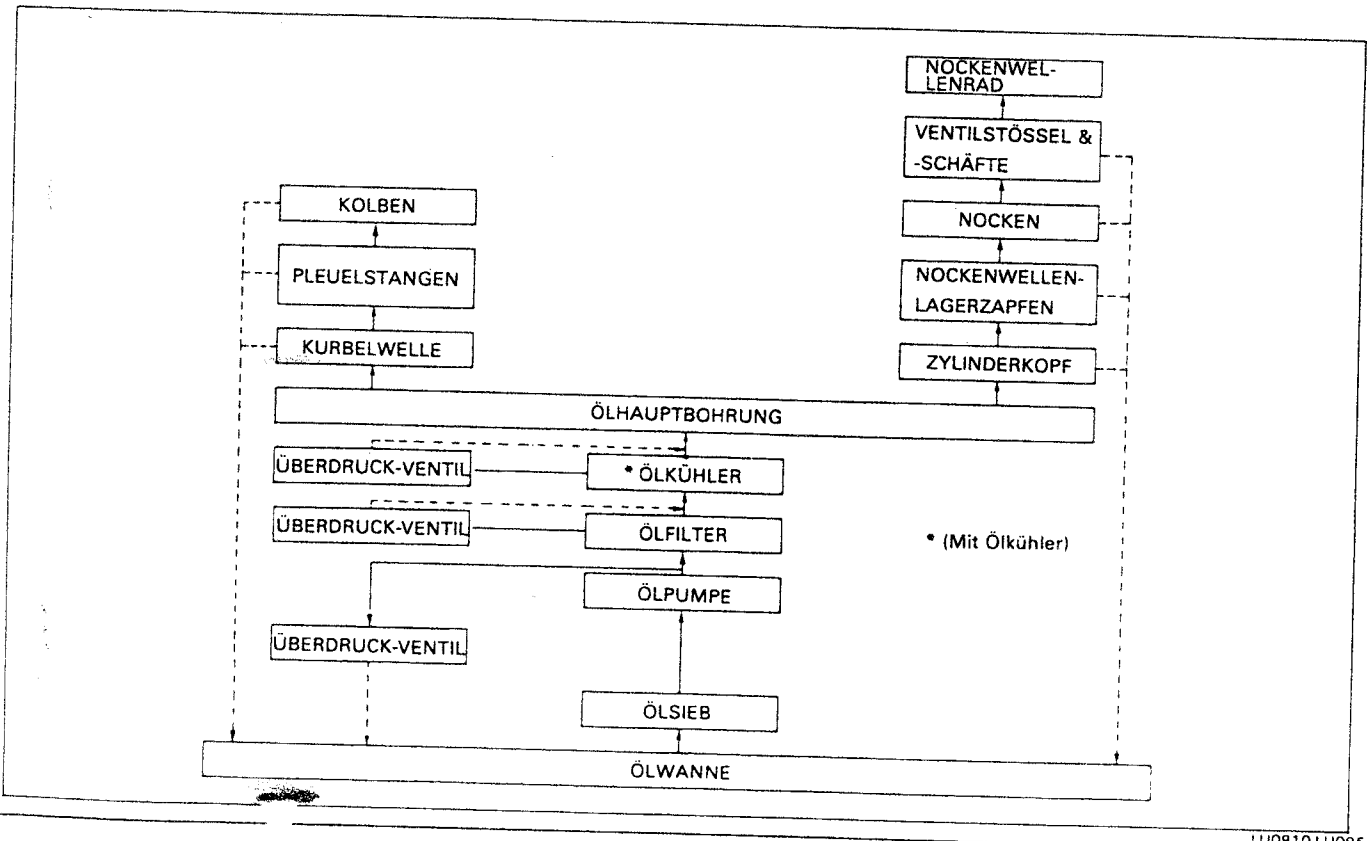 NOCKENWEL-
LENRAD
VENTILSTÖSSEL &
-SCHÄFTE
KOLBEN
NOCKEN
PLEUELSTANGEN
NOCKENWELLEN-
LAGERZAPFEN
KURBELWELLE
ZYLINDERKOPF
ÖLHAUPTBOHRUNG
ÜBERDRUCK-VENTIL
* ÖLKÜHLER
ÜBERDRUCK-VENTIL
ÖLFILTER
* (Mit Ölkühler)
ÖLPUMPE
ÜBERDRUCK-VENTIL
ÖLSIEB
ÖLWANNE